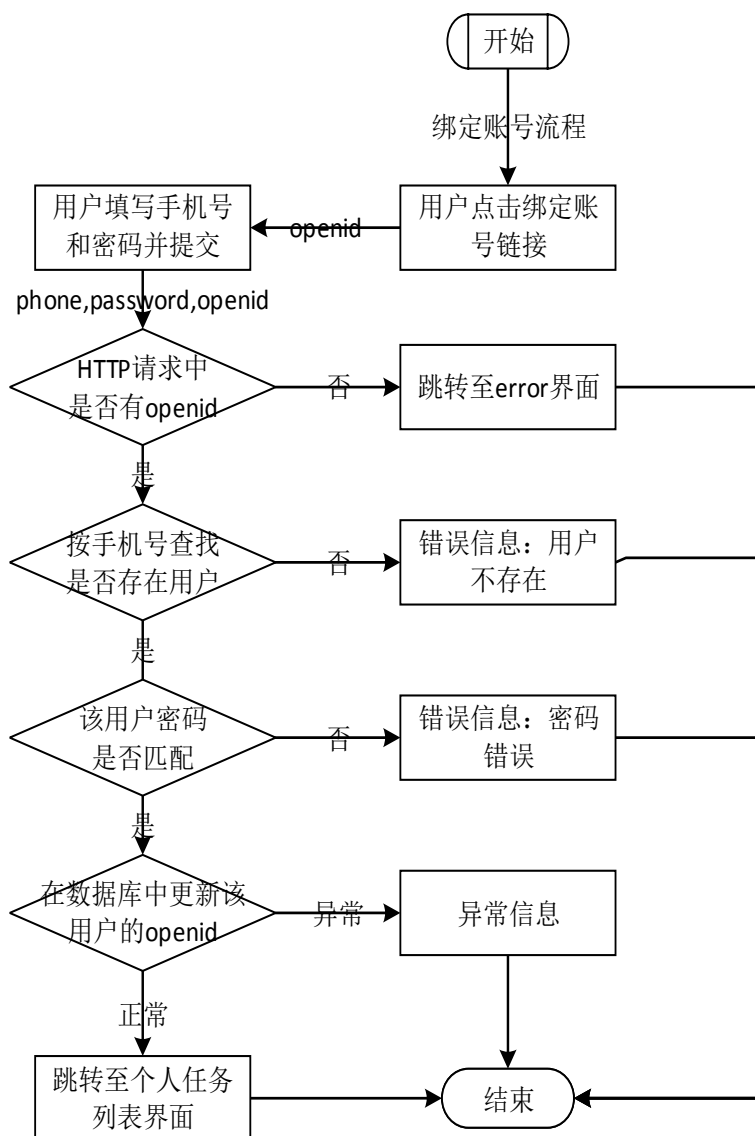 开始
绑定账号流程
用户填写手机号
和密码并提交
openid
用户点击绑定账
号链接
phone,password,openid
HTTP请求中
是否有openid
否
跳转至error界面
是
按手机号查找
是否存在用户
否
错误信息：用户
不存在
是
该用户密码
是否匹配
否
错误信息：密码
错误
是
在数据库中更新该
用户的openid
异常
异常信息
正常
跳转至个人任务
列表界面
结束